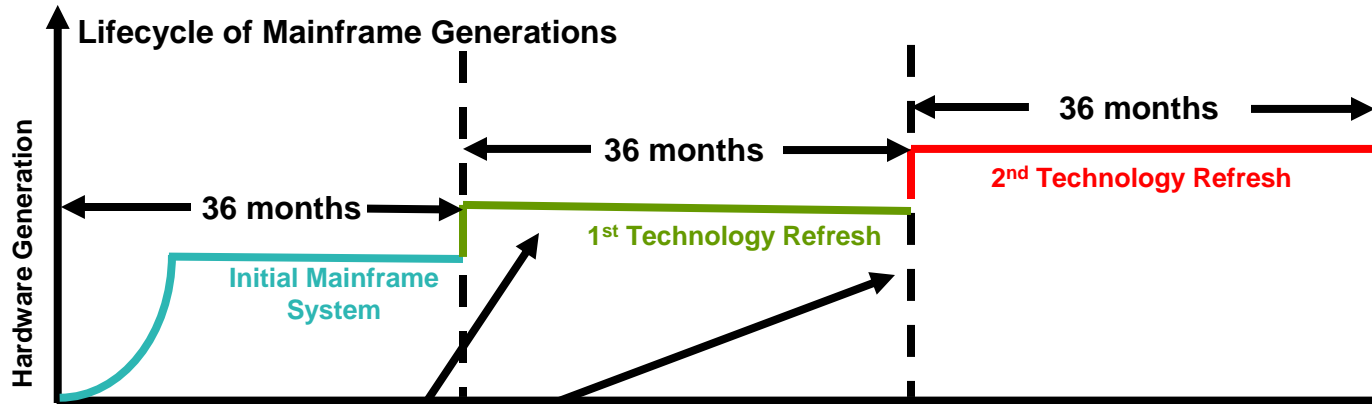 Lifecycle of Mainframe Generations
Hardware Generation
36 months
36 months
36 months
2nd Technology Refresh
1st Technology Refresh
Initial Mainframe
System